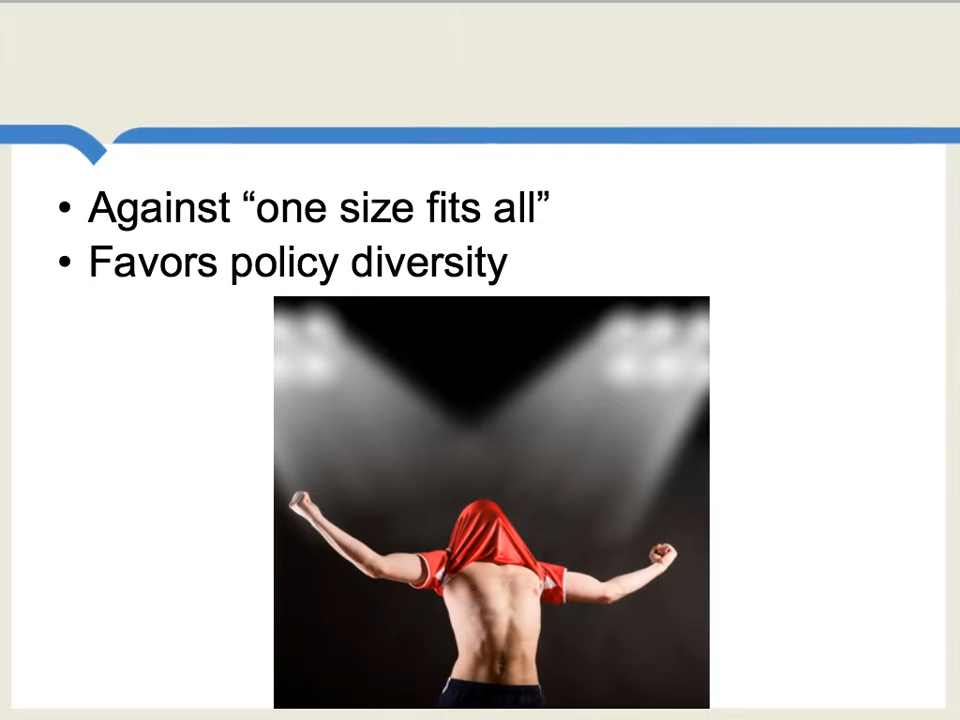 • Against “one size fits all”
• Favors policy diversity